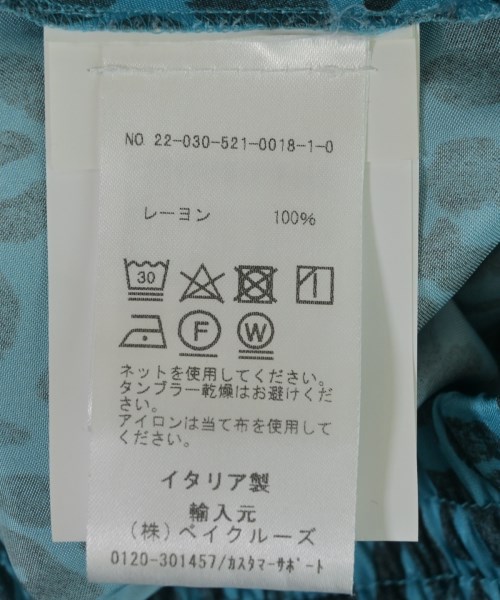 NO 22-030-521-0018-1-0
レーヨン 100%
30
F W
ネットを使用してください。
タンブラー乾燥はお避けくだ
さい。
アイロンは当て布を使用して
ください。
イタリア製
輸入元
(株)ベイクルーズ
0120-301457/カスタマーサポート